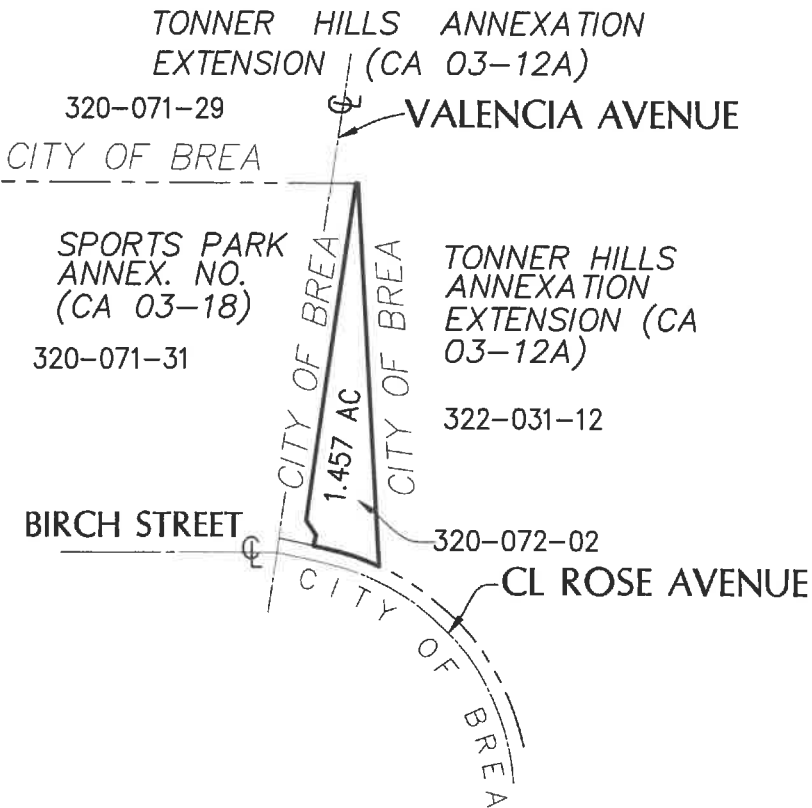 TONNER HILLS ANNEXATION
EXTENSION (CA 03-12A)
320-071-29
℄
VALENCIA AVENUE
CITY OF BREA
SPORTS PARK
ANNEX. NO.
(CA 03-18)
320-071-31
CITY OF BREA
1.457 AC
CITY OF BREA
TONNER HILLS
ANNEXATION
EXTENSION (CA
03-12A)
322-031-12
BIRCH STREET
℄
320-072-02
CL ROSE AVENUE
CITY OF BREA